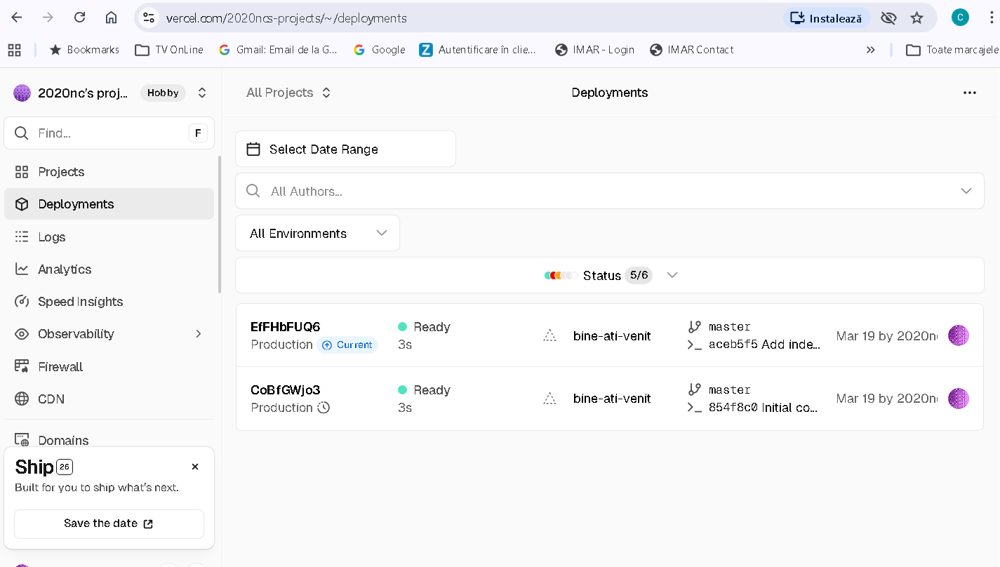 vercel.com/2020ncs-projects/~/deployments
Instalează
C
Bookmarks
TV OnLine
Gmail: Email de la G...
Google
Z
Autentificare în clie...
IMAR - Login
IMAR Contact
»
Toate marcajele
2020nc's proj...
Hobby
All Projects
Deployments
Find...
F
Projects
Deployments
Logs
Analytics
Speed Insights
Observability
Firewall
CDN
Domains
Ship 26
Built for you to ship what's next.
Save the date
Select Date Range
All Authors...
All Environments
Status 5/6
EfFHbFUQ6
Production Current
Ready
3s
bine-ati-venit
master
aceb5f5 Add inde...
Mar 19 by 2020n
CoBfGWjo3
Production
Ready
3s
bine-ati-venit
master
854f8c0 Initial co...
Mar 19 by 2020n